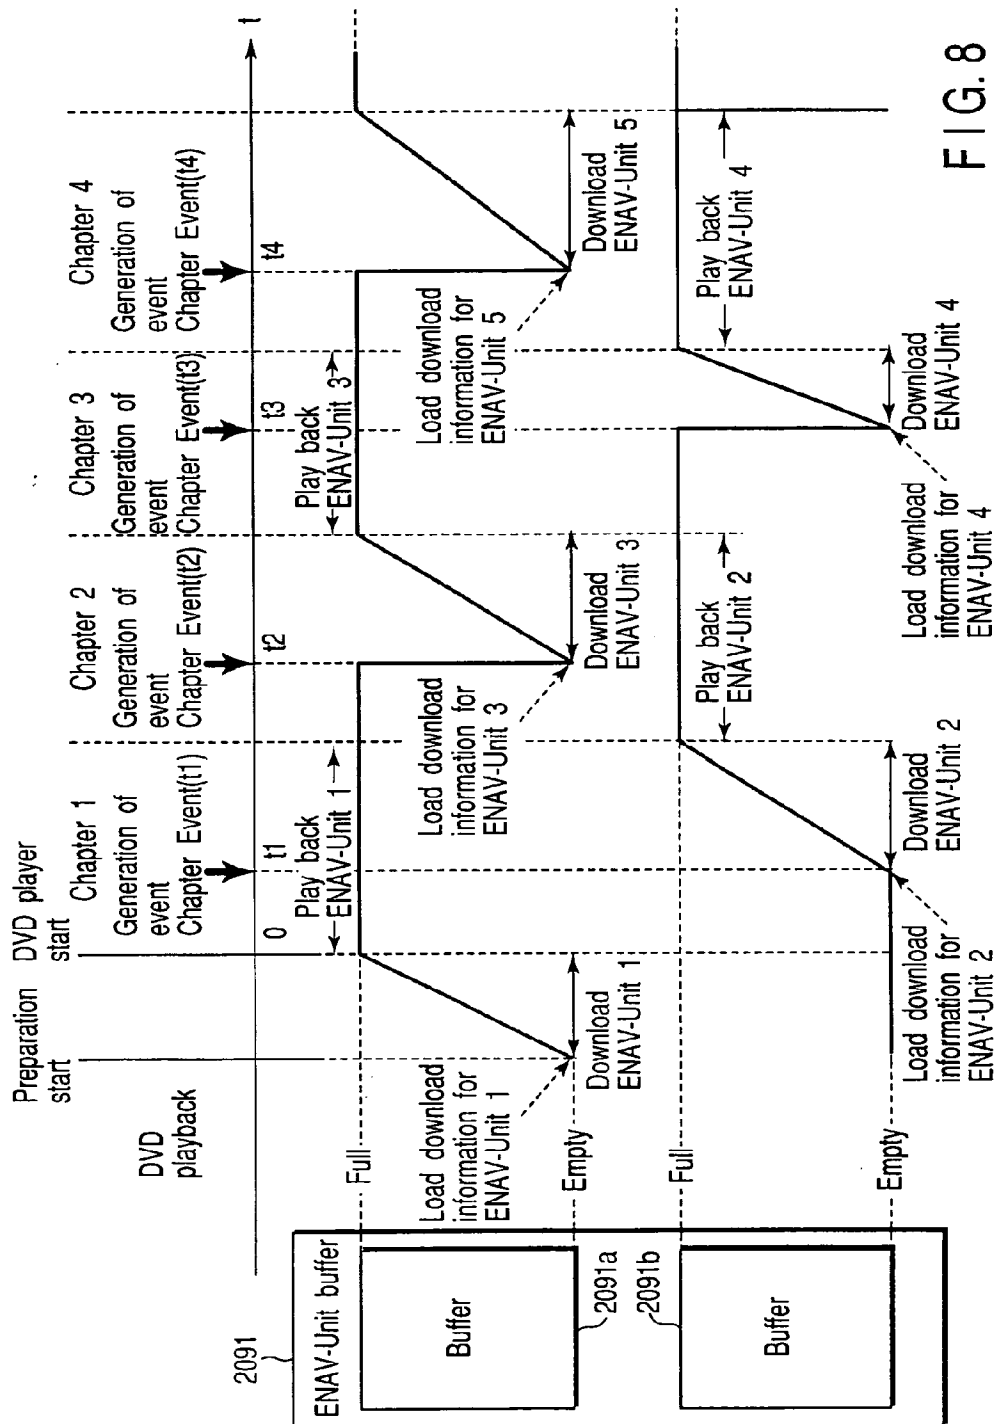 Preparation
start
DVD player
start
Chapter 1
Generation of
event
Chapter Event(t1)
Chapter 2
Generation of
event
Chapter Event(t2)
Chapter 3
Generation of
event
Chapter Event(t3)
Chapter 4
Generation of
event
Chapter Event(t4)
DVD
playback
0
t1
t2
t3
t4
t
2091
ENAV-Unit buffer
Buffer
2091a
Full
Empty
Load download
information for
ENAV-Unit 1
Download
ENAV-Unit 1
Play back
ENAV-Unit 1
Load download
information for
ENAV-Unit 3
Download
ENAV-Unit 3
Play back
ENAV-Unit 3
Load download
information for
ENAV-Unit 5
Download
ENAV-Unit 5
2091b
Buffer
Full
Empty
Load download
information for
ENAV-Unit 2
Download
ENAV-Unit 2
Play back
ENAV-Unit 2
Load download
information for
ENAV-Unit 4
Download
ENAV-Unit 4
Play back
ENAV-Unit 4
FIG. 8